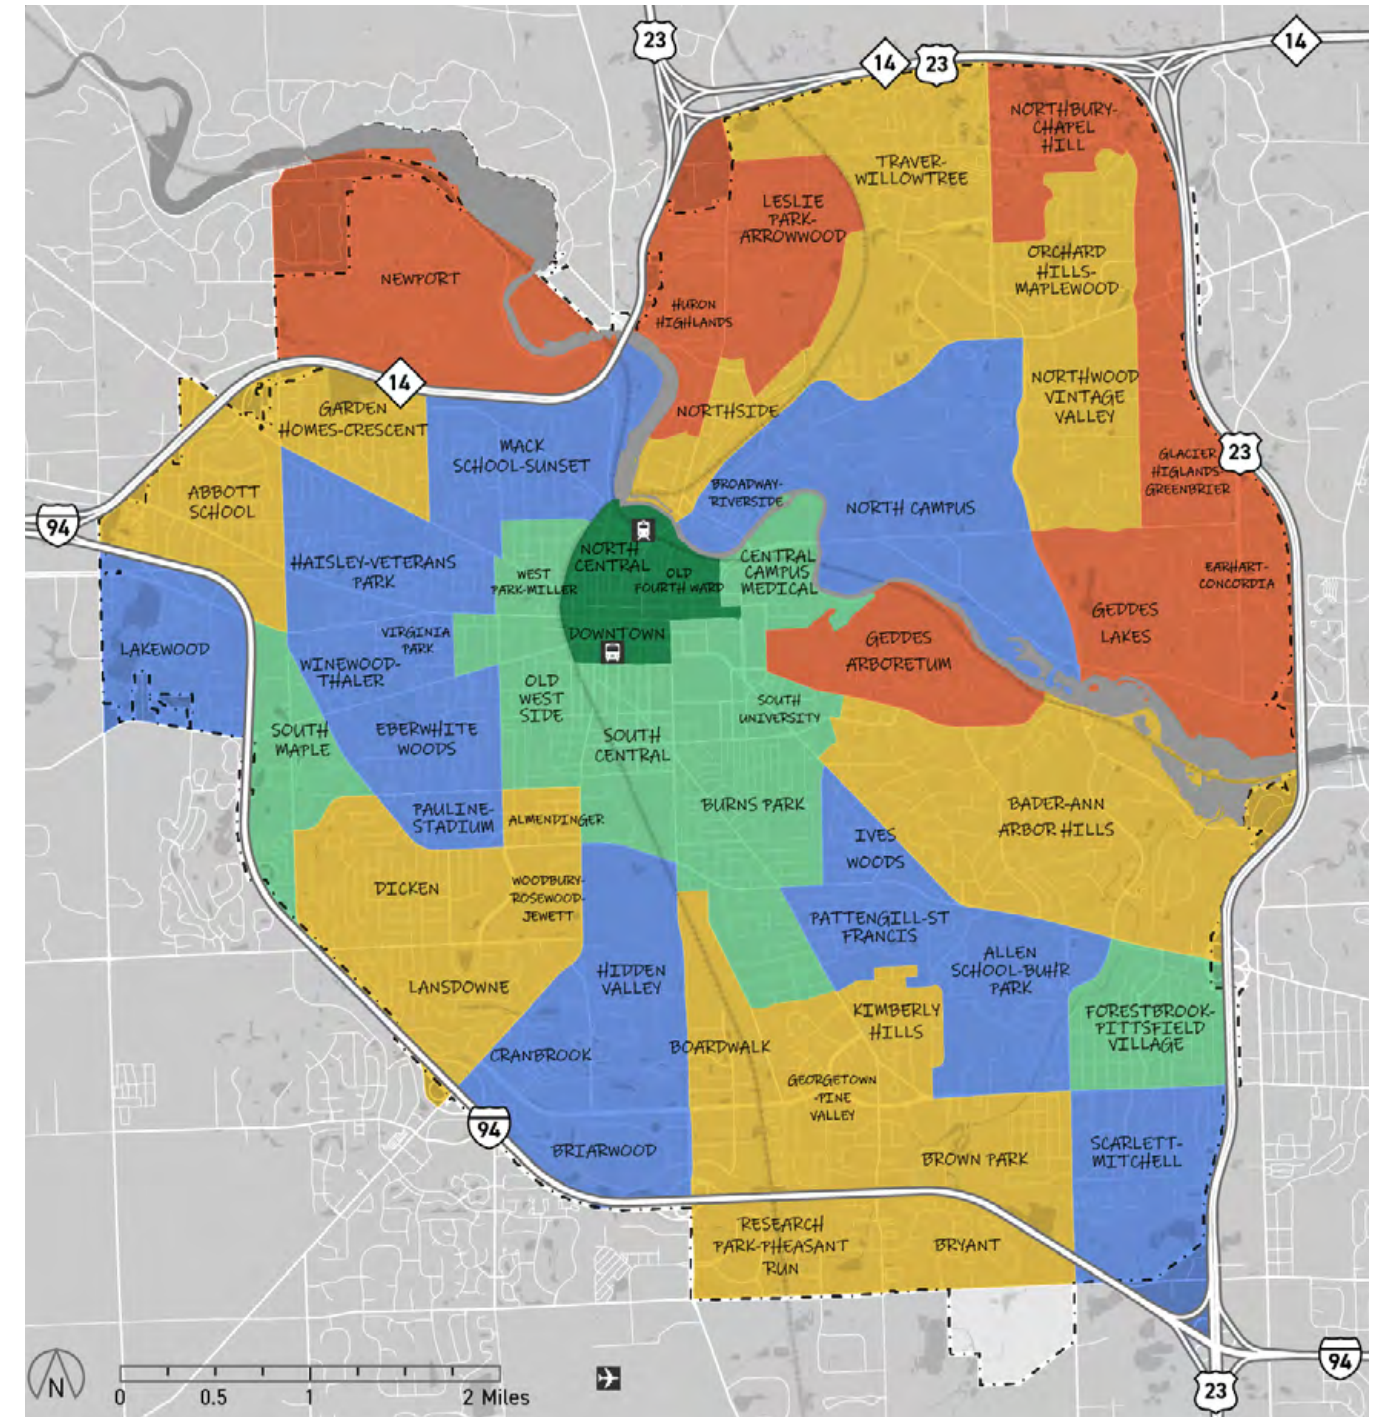 23
14
14
23
NORTHBURY-
CHAPEL
HILL
TRAVER-
WILLOWTREE
LESLIE
PARK-
ARROWWOOD
ORCHARD
HILLS-
MAPLEWOOD
NEWPORT
HURON
HIGHLANDS
14
NORTHWOOD
VINTAGE
VALLEY
GARDEN
HOMES-CRESCENT
NORTHSIDE
MACK
SCHOOL-SUNSET
23
GLACIER
HIGLANDS-
GREENBRIER
ABBOTT
SCHOOL
BROADWAY-
RIVERSIDE
NORTH CAMPUS
94
NORTH
CENTRAL
HAISLEY-VETERANS
PARK
WEST
PARK-MILLER
OLD
FOURTH WARD
CENTRAL
CAMPUS
MEDICAL
EARHART-
CONCORDIA
GEDDES
LAKES
LAKEWOOD
VIRGINIA
PARK
DOWNTOWN
GEDDES
ARBORETUM
WINEWOOD-
THALER
OLD
WEST
SIDE
SOUTH
UNIVERSITY
SOUTH
MAPLE
EBERWHITE
WOODS
SOUTH
CENTRAL
BURNS PARK
BADER-ANN
ARBOR HILLS
PAULINE-
STADIUM
ALMENDINGER
IVES
WOODS
DICKEN
WOODBURY-
ROSEWOOD-
JEWETT
PATTENGILL-ST
FRANCIS
ALLEN
SCHOOL-BUHR
PARK
LANSDOWNE
HIDDEN
VALLEY
KIMBERLY
HILLS
FORESTBROOK-
PITTSFIELD
VILLAGE
CRANBROOK
BOARDWALK
GEORGETOWN
-PINE
VALLEY
94
BRIARWOOD
BROWN PARK
SCARLETT-
MITCHELL
RESEARCH
PARK-PHEASANT
RUN
BRYANT
94
23
N
0 0.5 1 2 Miles